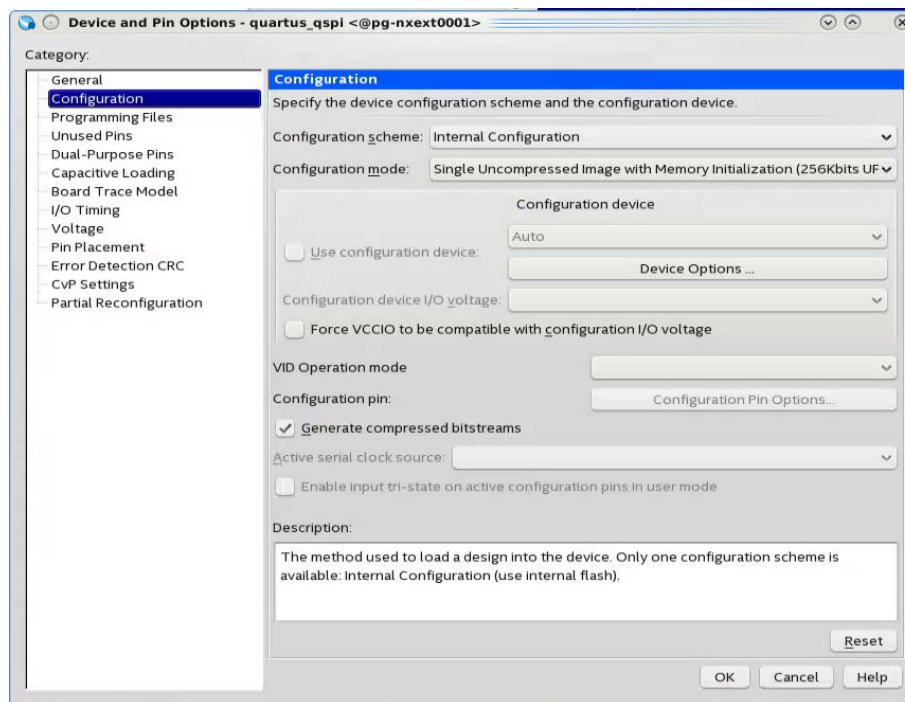 Device and Pin Options - quartus_qspi <@pg-nxext0001>
Category:
General
Configuration
Programming Files
Unused Pins
Dual-Purpose Pins
Capacitive Loading
Board Trace Model
I/O Timing
Voltage
Pin Placement
Error Detection CRC
CvP Settings
Partial Reconfiguration
Configuration
Specify the device configuration scheme and the configuration device.
Configuration scheme: Internal Configuration
Configuration mode: Single Uncompressed Image with Memory Initialization (256Kbits UF
Configuration device
Use configuration device: Auto
Device Options ...
Configuration device I/O voltage:
Force VCCIO to be compatible with configuration I/O voltage
VID Operation mode
Configuration pin: Configuration Pin Options...
Generate compressed bitstreams
Active serial clock source:
Enable input tri-state on active configuration pins in user mode
Description:
The method used to load a design into the device. Only one configuration scheme is
available: Internal Configuration (use internal flash).
Reset
OK Cancel Help